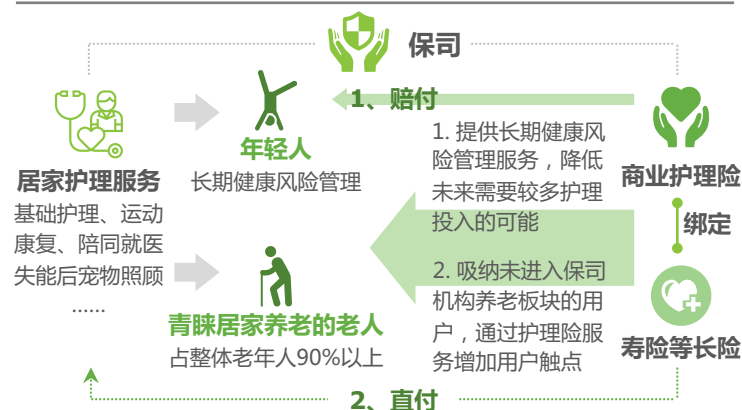 保司
1、赔付
年轻人
长期健康风险管理
居家护理服务
基础护理、运动
康复、陪同就医
失能后宠物照顾
......
青睐居家养老的老人
占整体老年人90%以上
1. 提供长期健康风
险管理服务，降低
未来需要较多护理
投入的可能
2. 吸纳未进入保司
机构养老板块的用
户，通过护理险服
务增加用户触点
商业护理险
绑定
寿险等长险
2、直付